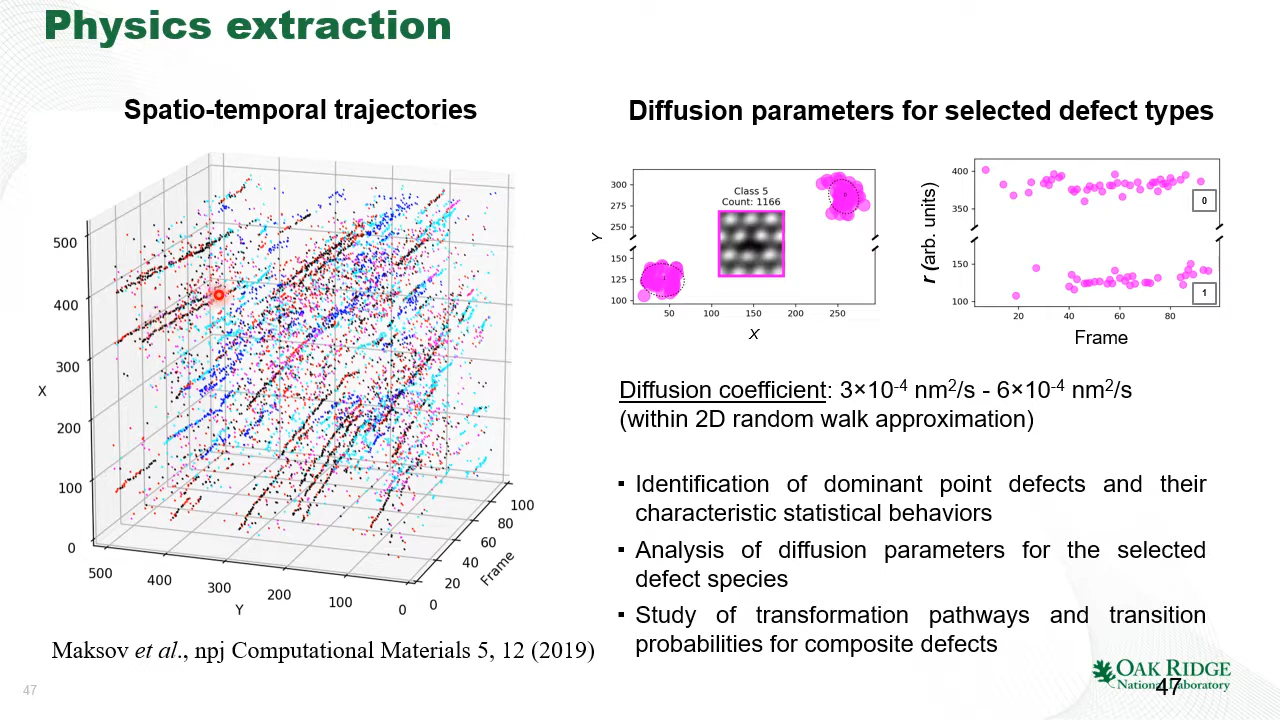 Physics extraction
Spatio-temporal trajectories
500
400
300
200
100
0
X
500
400
300
200
100
0
Y
0
20
40
60
80
100
Frame
Maksov et al., npj Computational Materials 5, 12 (2019)
Diffusion parameters for selected defect types
300
275
250
150
125
100
Y
Class 5
Count: 1166
50
100
150
200
250
X
r (arb. units)
400
350
150
100
0
1
20
40
60
80
Frame
Diffusion coefficient: 3×10-4 nm2/s - 6×10-4 nm2/s
(within 2D random walk approximation)
▪ Identification of dominant point defects and their
characteristic statistical behaviors
▪ Analysis of diffusion parameters for the selected
defect species
▪ Study of transformation pathways and transition
probabilities for composite defects
OAK RIDGE
National Laboratory
47
47